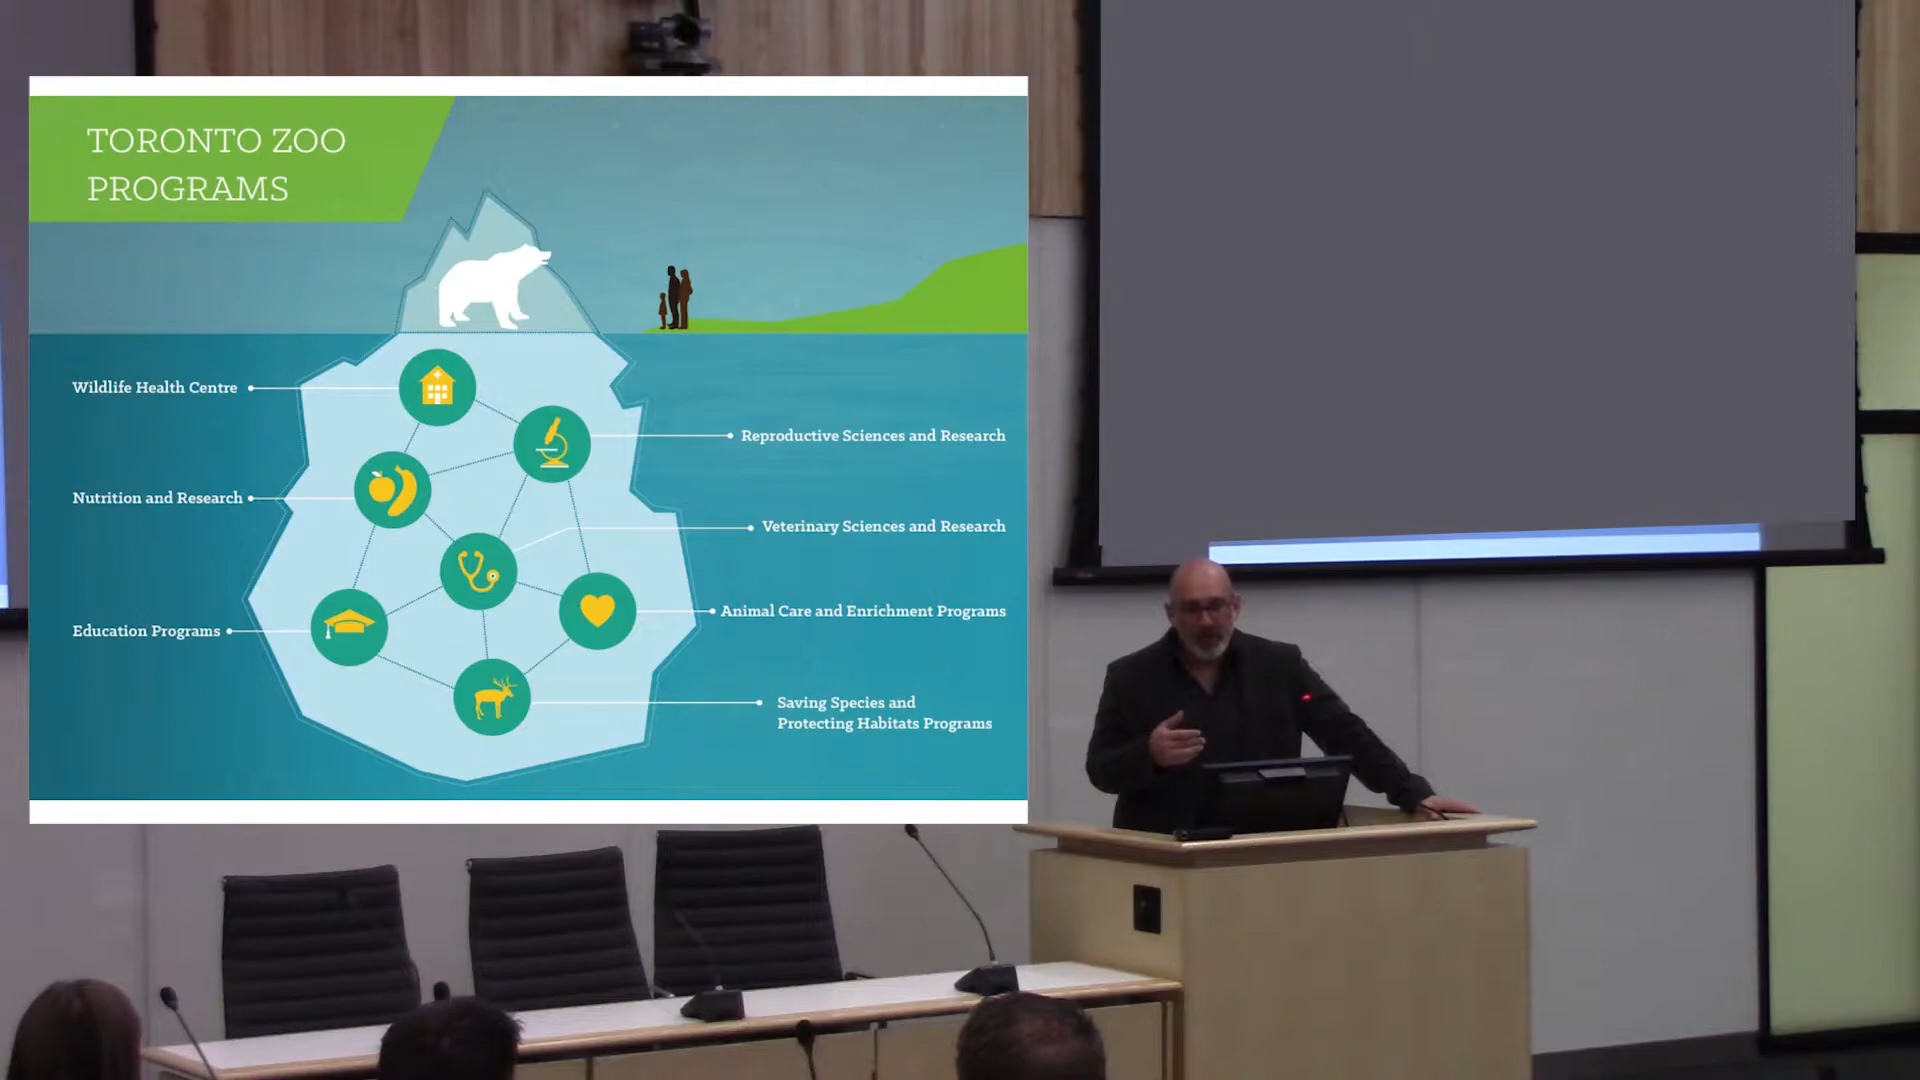 TORONTO ZOO
PROGRAMS
Wildlife Health Centre
Reproductive Sciences and Research
Nutrition and Research
Veterinary Sciences and Research
Animal Care and Enrichment Programs
Education Programs
Saving Species and
Protecting Habitats Programs